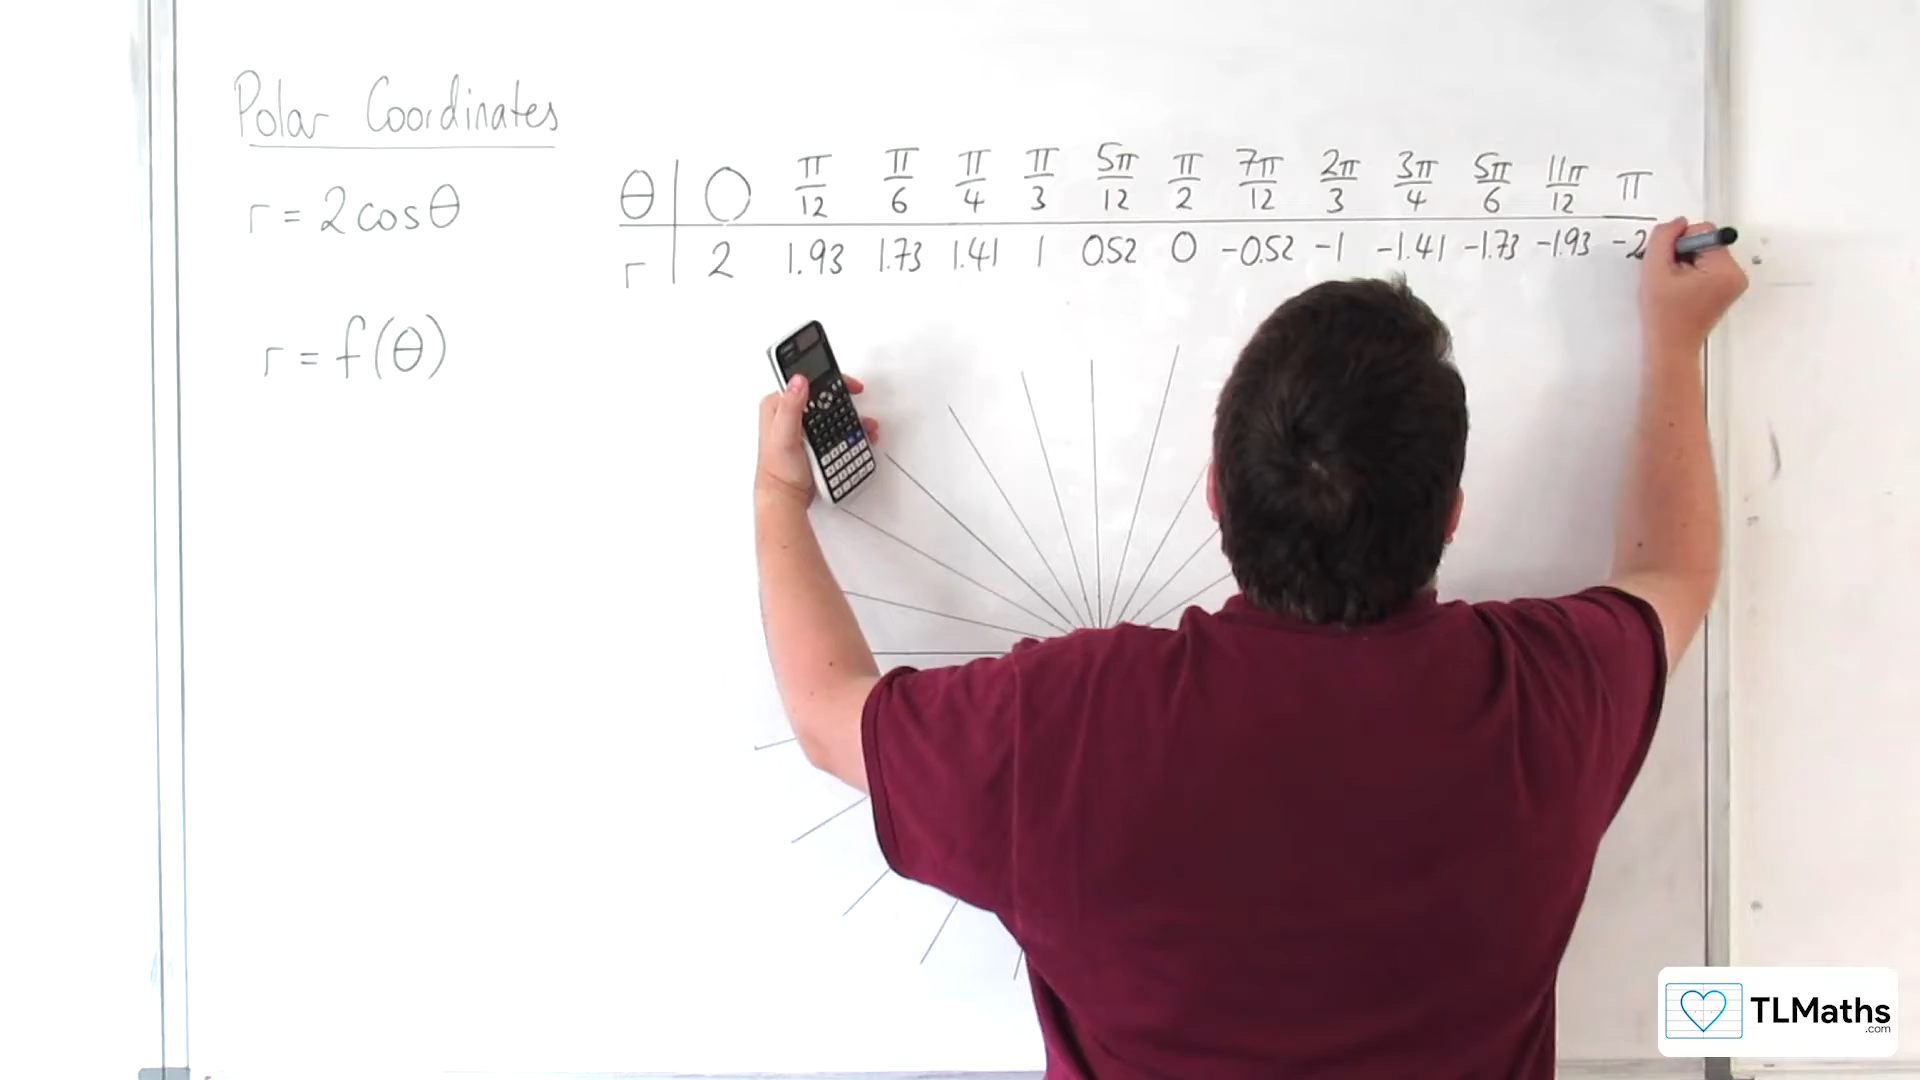 Polar Coordinates
r = 2cosθ
r = f(θ)
θ 0 π/12 π/6 π/4 π/3 5π/12 π/2 7π/12 2π/3 3π/4 5π/6 11π/12 π
r 2 1.93 1.73 1.41 1 0.52 0 -0.52 -1 -1.41 -1.73 -1.93 -2
TLMaths
.com